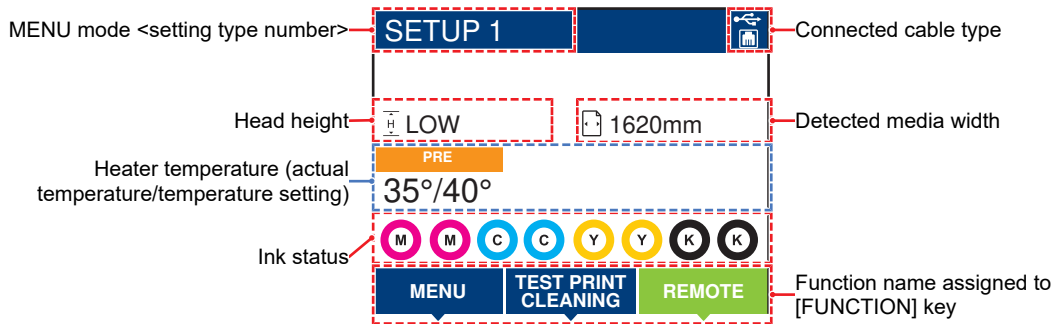 MENU mode <setting type number>
SETUP 1
Connected cable type
Head height
H LOW
1620mm
Detected media width
Heater temperature (actual
temperature/temperature setting)
PRE
35°/40°
Ink status
M M C C Y Y K K
MENU
TEST PRINT
CLEANING
REMOTE
Function name assigned to
[FUNCTION] key